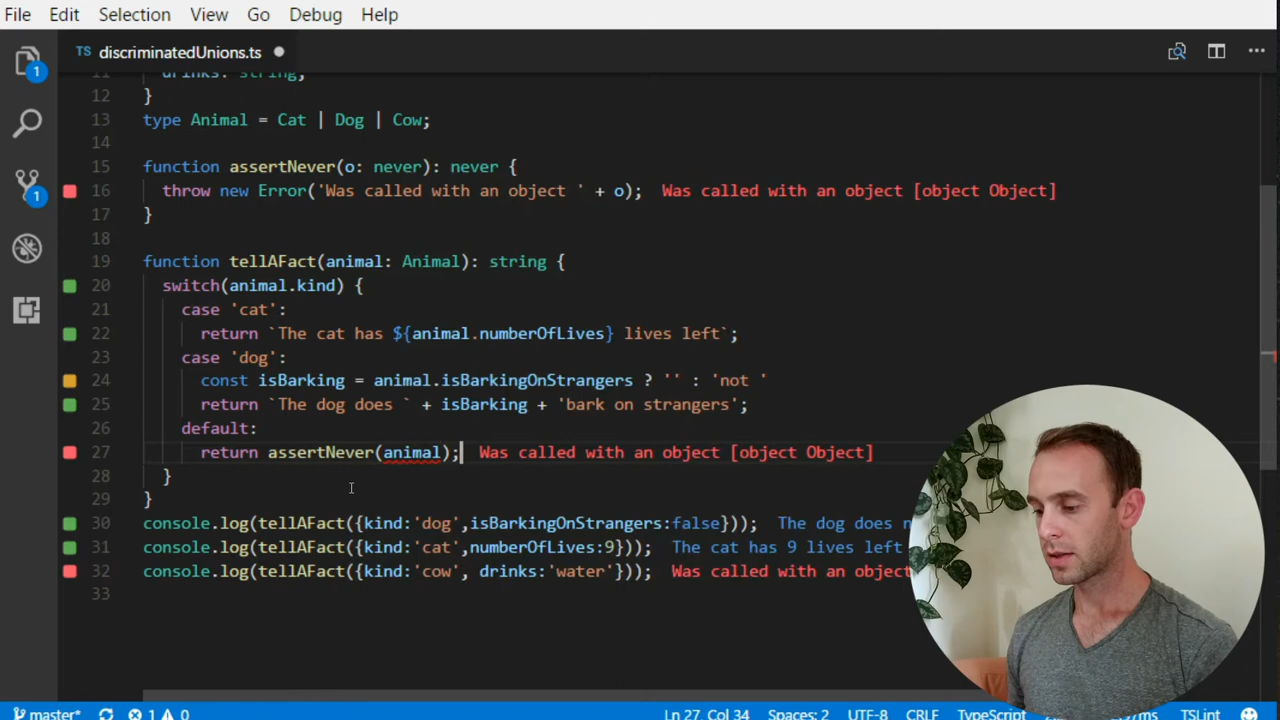 File Edit Selection View Go Debug Help
TS discriminatedUnions.ts
1
11 drinks: string;
12 }
13 type Animal = Cat | Dog | Cow;
14
15 function assertNever(o: never): never {
16 throw new Error('Was called with an object ' + o); Was called with an object [object Object]
17 }
1
18
19 function tellAFact(animal: Animal): string {
20 switch(animal.kind) {
21 case 'cat':
22 return `The cat has ${animal.numberOfLives} lives left`;
23 case 'dog':
24 const isBarking = animal.isBarkingOnStrangers ? '' : 'not '
25 return `The dog does ` + isBarking + 'bark on strangers';
26 default:
27 return assertNever(animal); Was called with an object [object Object]
28 }
29 }
30 console.log(tellAFact({kind:'dog',isBarkingOnStrangers:false})); The dog does
31 console.log(tellAFact({kind:'cat',numberOfLives:9})); The cat has 9 lives left
32 console.log(tellAFact({kind:'cow', drinks:'water'})); Was called with an object
33
master* 1 0 Ln 27, Col 34 Spaces: 2 UTF-8 CRLF TypeScript TSLint